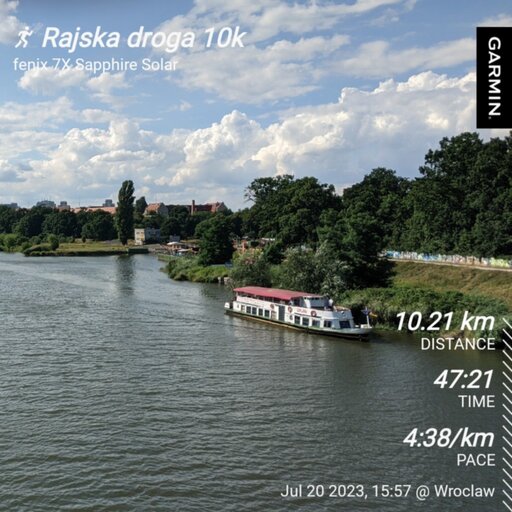 Rajska droga 10k
fenix 7X Sapphire Solar
GARMIN
10.21 km
DISTANCE
47:21
TIME
4:38/km
PACE
Jul 20 2023, 15:57 @ Wroclaw